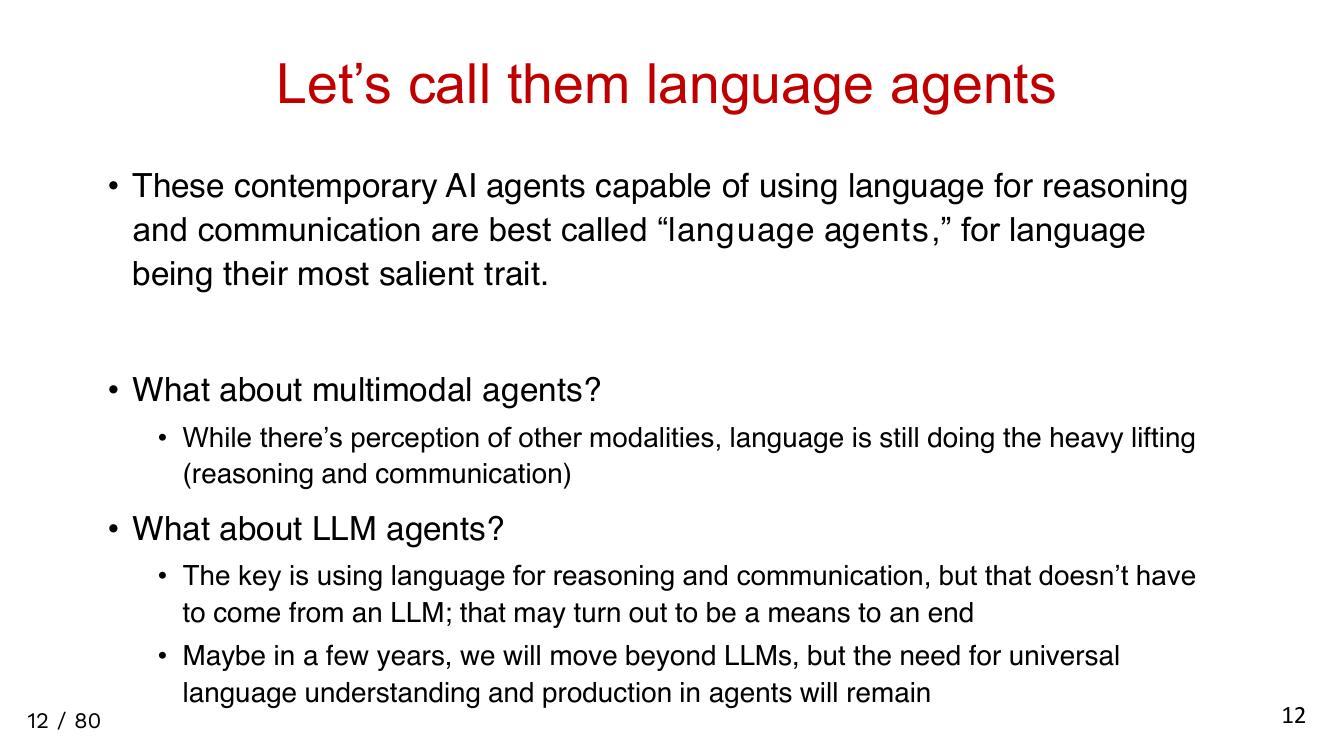 Let’s call them language agents
• These contemporary AI agents capable of using language for reasoning
and communication are best called “language agents,” for language
being their most salient trait.
• What about multimodal agents?
• While there’s perception of other modalities, language is still doing the heavy lifting
(reasoning and communication)
• What about LLM agents?
• The key is using language for reasoning and communication, but that doesn’t have
to come from an LLM; that may turn out to be a means to an end
• Maybe in a few years, we will move beyond LLMs, but the need for universal
language understanding and production in agents will remain
12 / 80
12